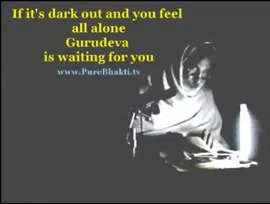 If it's dark out and you feel
all alone
Gurudeva
is waiting for you
www.PureBhakti.tv